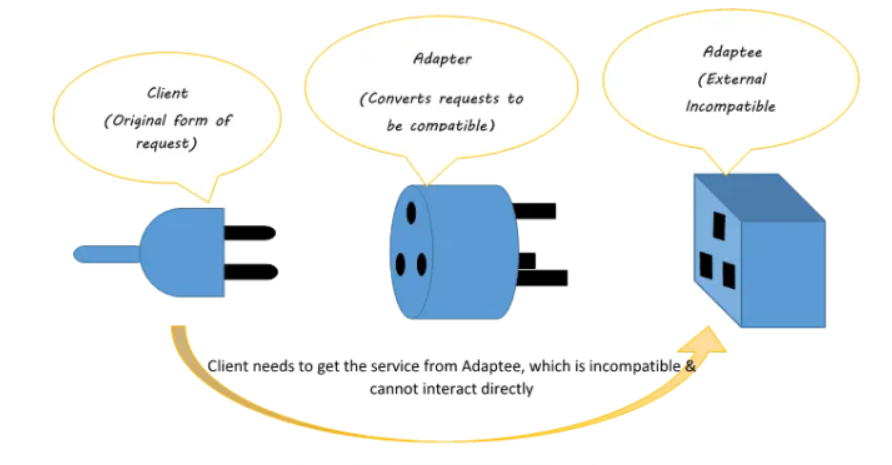 Client
(Original form of
request)
Adapter
(Converts requests to
be compatible)
Adaptee
(External
Incompatible
Client needs to get the service from Adaptee, which is incompatible &
cannot interact directly